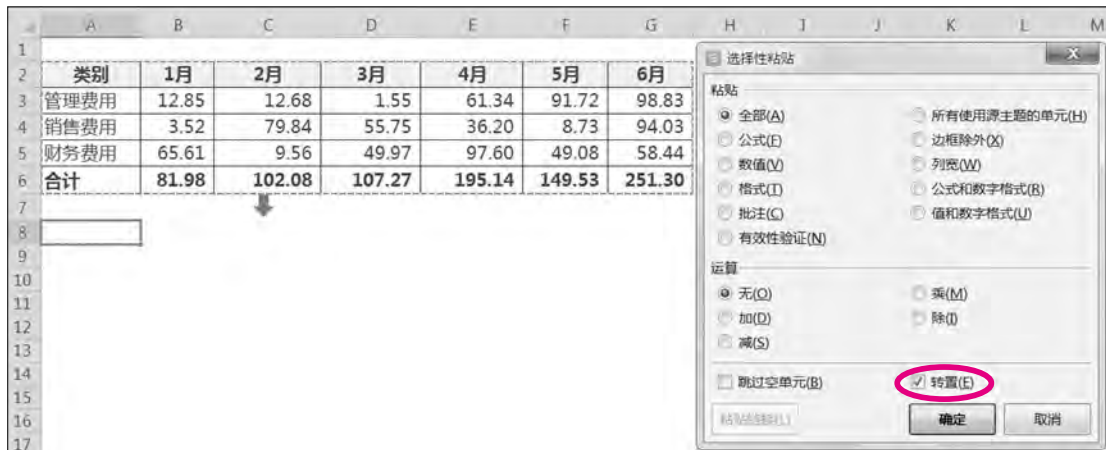 A B C D E F G H I J K L M
1
2 类别 1月 2月 3月 4月 5月 6月
3 管理费用 12.85 12.68 1.55 61.34 91.72 98.83
4 销售费用 3.52 79.84 55.75 36.20 8.73 94.03
5 财务费用 65.61 9.56 49.97 97.60 49.08 58.44
6 合计 81.98 102.08 107.27 195.14 149.53 251.30
7
8
9
10
11
12
13
14
15
16
17
选择性粘贴 X
粘贴
全部(A) 所有使用源主题的单元(H)
公式(F) 边框除外(X)
数值(V) 列宽(W)
格式(T) 公式和数字格式(R)
批注(C) 值和数字格式(U)
有效性验证(N)
运算
无(O) 乘(M)
加(D) 除(I)
减(S)
跳过空单元(B) 转置(E)
粘贴链接(L) 确定 取消